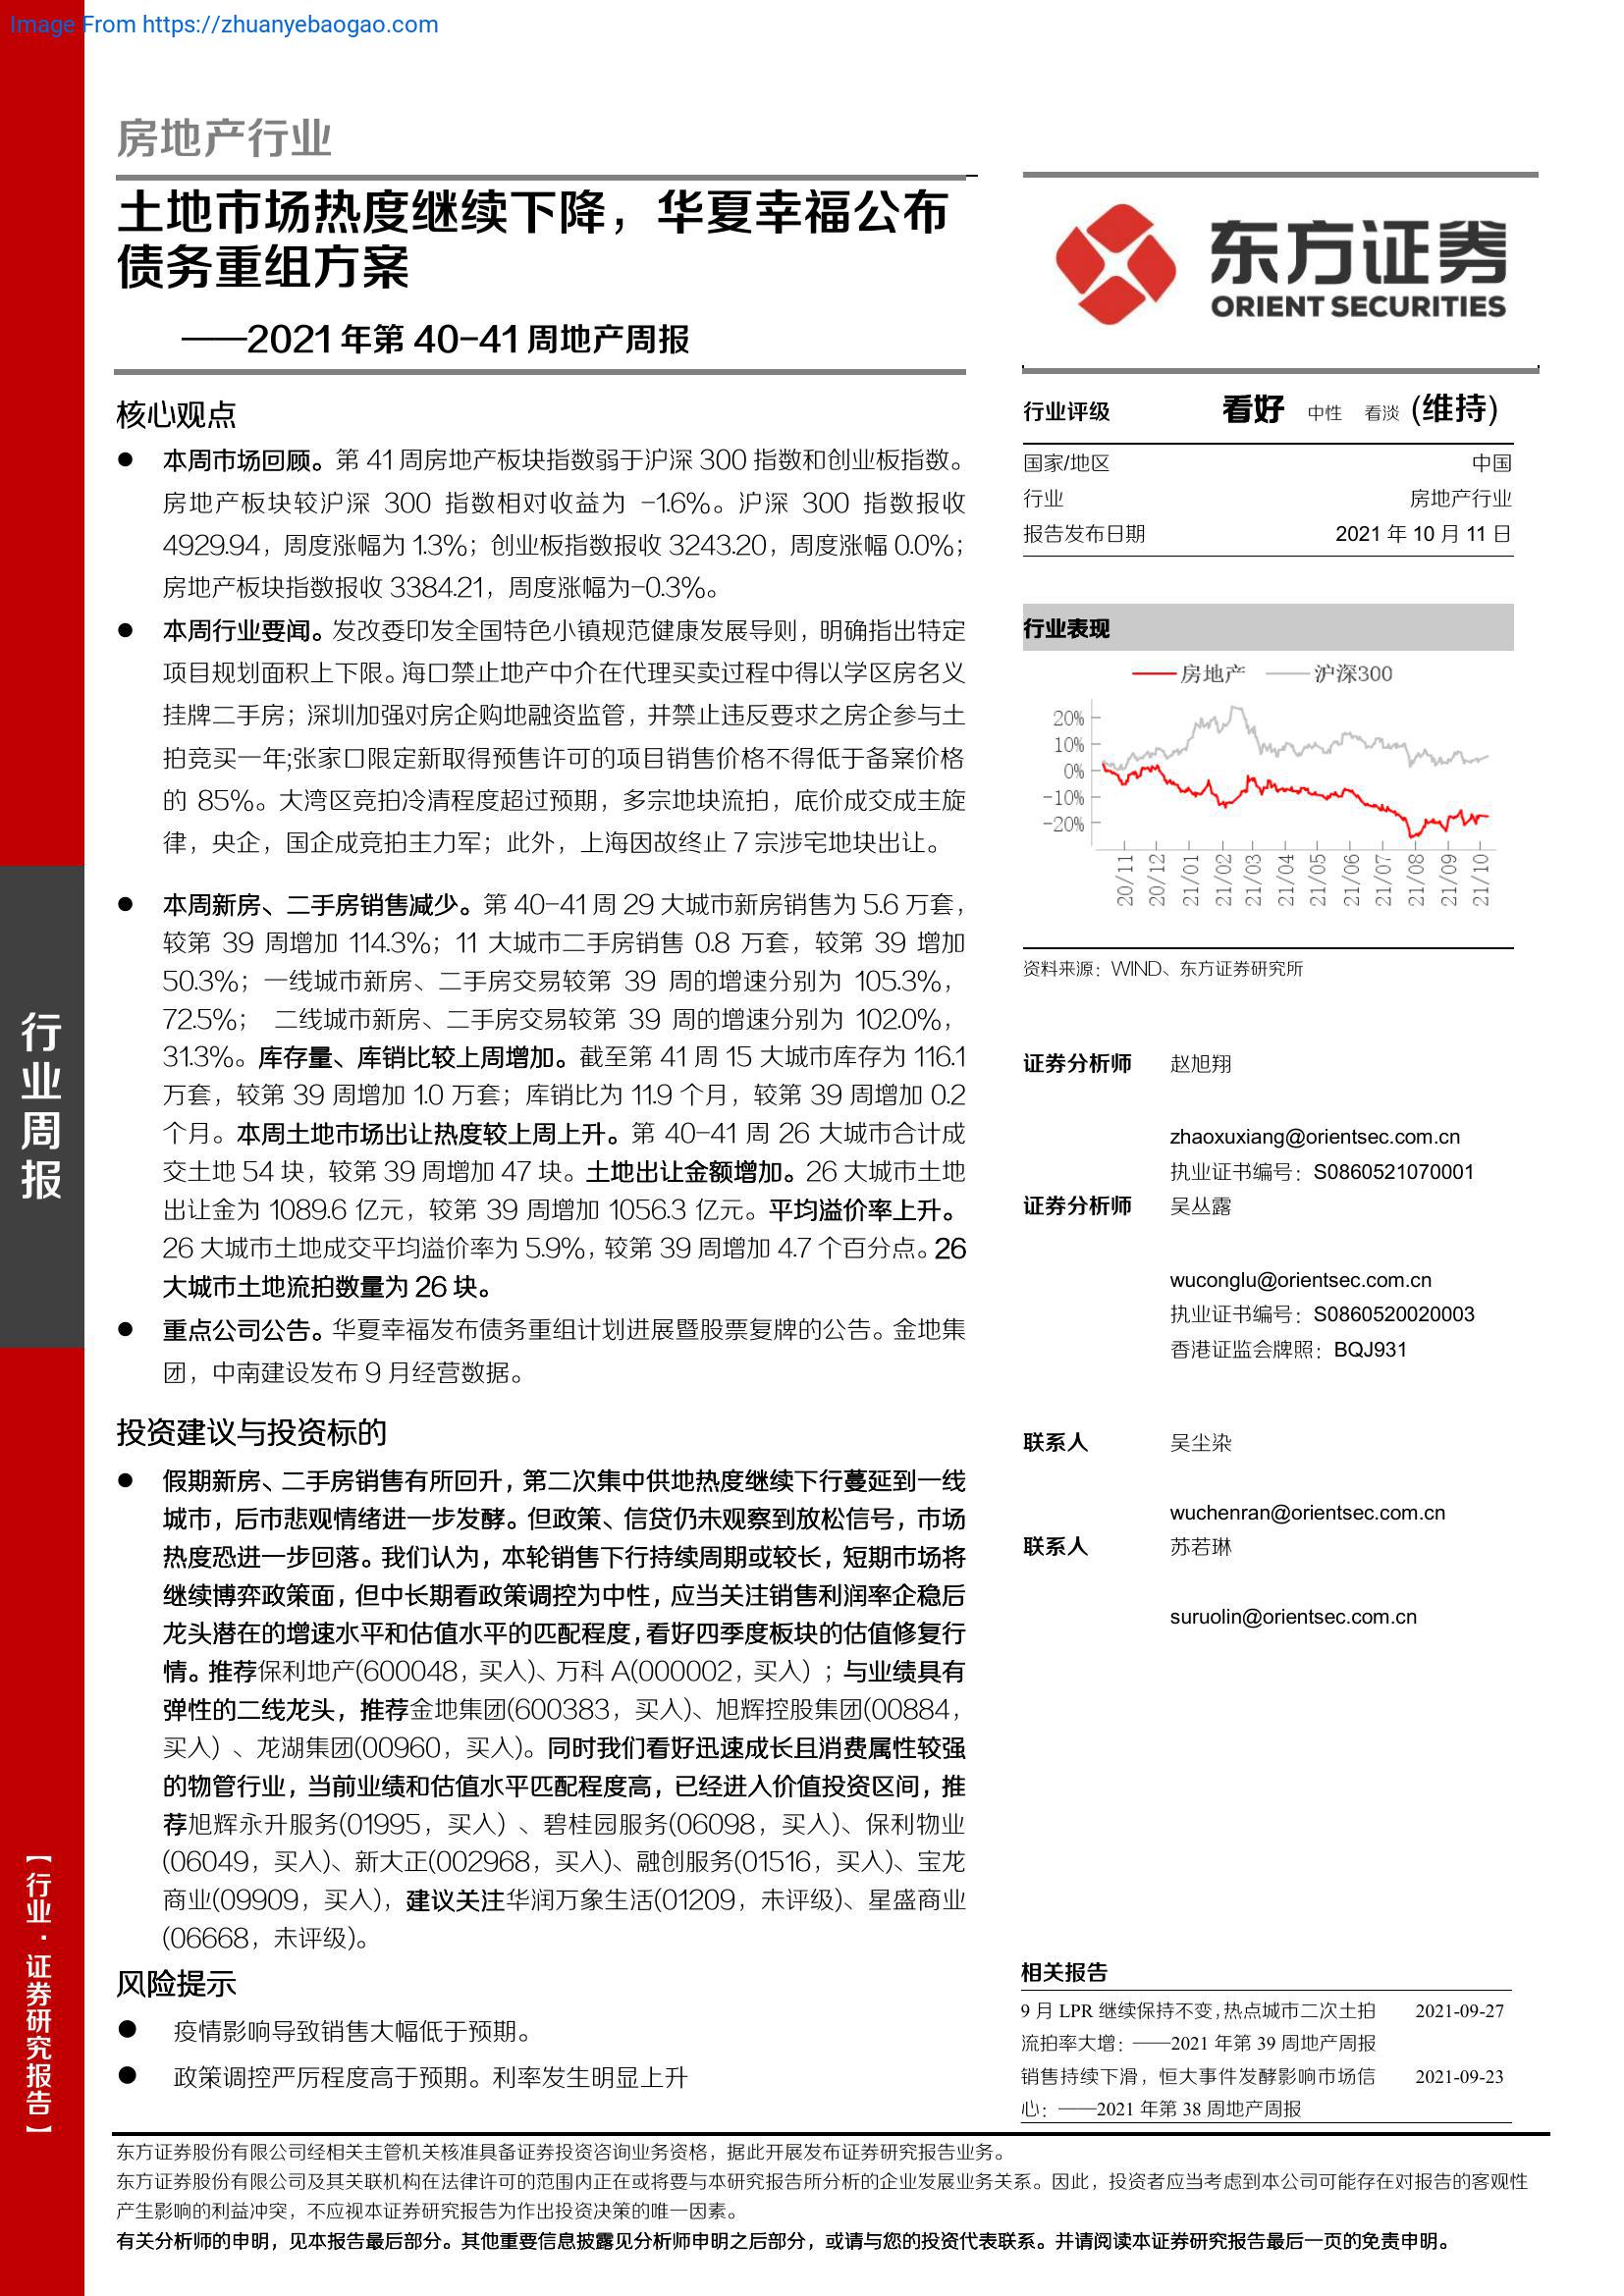 Image From https://zhuanyebaogao.com
房地产行业
土地市场热度继续下降，华夏幸福公布
债务重组方案
——2021年第 40-41周地产周报
核心观点
● 本周市场回顾。第 41周房地产板块指数弱于沪深 300 指数和创业板指数。
房地产板块较沪深 300 指数相对收益为 -1.6%。沪深 300 指数报收
4929.94，周度涨幅为 1.3%；创业板指数报收 3243.20，周度涨幅 0.0%；
房地产板块指数报收 3384.21，周度涨幅为-0.3%。
● 本周行业要闻。发改委印发全国特色小镇规范健康发展导则，明确指出特定
项目规划面积上下限。海口禁止地产中介在代理买卖过程中得以学区房名义
挂牌二手房；深圳加强对房企购地融资监管，并禁止违反要求之房企参与土
拍竞买一年;张家口限定新取得预售许可的项目销售价格不得低于备案价格
的 85%。大湾区竞拍冷清程度超过预期，多宗地块流拍，底价成交成主旋
律，央企，国企成竞拍主力军；此外，上海因故终止 7 宗涉宅地块出让。
● 本周新房、二手房销售减少。第 40-41周 29 大城市新房销售为 5.6 万套，
较第 39 周增加 114.3%；11 大城市二手房销售 0.8 万套，较第 39 增加
50.3%；一线城市新房、二手房交易较第 39 周的增速分别为 105.3%，
72.5%； 二线城市新房、二手房交易较第 39 周的增速分别为 102.0%，
31.3%。库存量、库销比较上周增加。截至第 41 周 15 大城市库存为 116.1
万套，较第 39 周增加 1.0 万套；库销比为 11.9 个月，较第 39 周增加 0.2
个月。本周土地市场出让热度较上周上升。第 40-41 周 26 大城市合计成
交土地 54 块，较第 39 周增加 47 块。土地出让金额增加。26 大城市土地
出让金为 1089.6 亿元，较第 39 周增加 1056.3 亿元。平均溢价率上升。
26 大城市土地成交平均溢价率为 5.9%，较第 39 周增加 4.7 个百分点。26
大城市土地流拍数量为 26 块。
● 重点公司公告。华夏幸福发布债务重组计划进展暨股票复牌的公告。金地集
团，中南建设发布 9 月经营数据。
投资建议与投资标的
● 假期新房、二手房销售有所回升，第二次集中供地热度继续下行蔓延到一线
城市，后市悲观情绪进一步发酵。但政策、信贷仍未观察到放松信号，市场
热度恐进一步回落。我们认为，本轮销售下行持续周期或较长，短期市场将
继续博弈政策面，但中长期看政策调控为中性，应当关注销售利润率企稳后
龙头潜在的增速水平和估值水平的匹配程度，看好四季度板块的估值修复行
情。推荐保利地产(600048，买入)、万科 A(000002，买入）；与业绩具有
弹性的二线龙头，推荐金地集团(600383，买入)、旭辉控股集团(00884，
买入）、龙湖集团(00960，买入)。同时我们看好迅速成长且消费属性较强
的物管行业，当前业绩和估值水平匹配程度高，已经进入价值投资区间，推
荐旭辉永升服务(01995，买入）、碧桂园服务(06098，买入)、保利物业
(06049，买入)、新大正(002968，买入)、融创服务(01516，买入)、宝龙
商业(09909，买入)，建议关注华润万象生活(01209，未评级)、星盛商业
(06668，未评级)。
风险提示
● 疫情影响导致销售大幅低于预期。
● 政策调控严厉程度高于预期。利率发生明显上升
东方证券
ORIENT SECURITIES
行业评级 看好 中性 看淡 (维持)
国家/地区 中国
行业 房地产行业
报告发布日期 2021 年 10 月 11 日
行业表现
房地产 沪深300
20%
10%
0%
-10%
-20%
20/11 20/12 21/01 21/02 21/03 21/04 21/05 21/06 21/07 21/08 21/09 21/10
资料来源：WIND、东方证券研究所
证券分析师 赵旭翔
zhaoxuxiang@orientsec.com.cn
执业证书编号：S0860521070001
证券分析师 吴丛露
wuconglu@orientsec.com.cn
执业证书编号：S0860520020003
香港证监会牌照：BQJ931
联系人 吴尘染
wuchenran@orientsec.com.cn
联系人 苏若琳
suruolin@orientsec.com.cn
相关报告
9 月 LPR 继续保持不变,热点城市二次土拍 2021-09-27
流拍率大增：——2021 年第 39 周地产周报
销售持续下滑，恒大事件发酵影响市场信 2021-09-23
心：——2021 年第 38 周地产周报
行业周报
【行业·证券研究报告】
东方证券股份有限公司经相关主管机关核准具备证券投资咨询业务资格，据此开展发布证券研究报告业务。
东方证券股份有限公司及其关联机构在法律许可的范围内正在或将要与本研究报告所分析的企业发展业务关系。因此，投资者应当考虑到本公司可能存在对报告的客观性
产生影响的利益冲突，不应视本证券研究报告为作出投资决策的唯一因素。
有关分析师的申明，见本报告最后部分。其他重要信息披露见分析师申明之后部分，或请与您的投资代表联系。并请阅读本证券研究报告最后一页的免责申明。